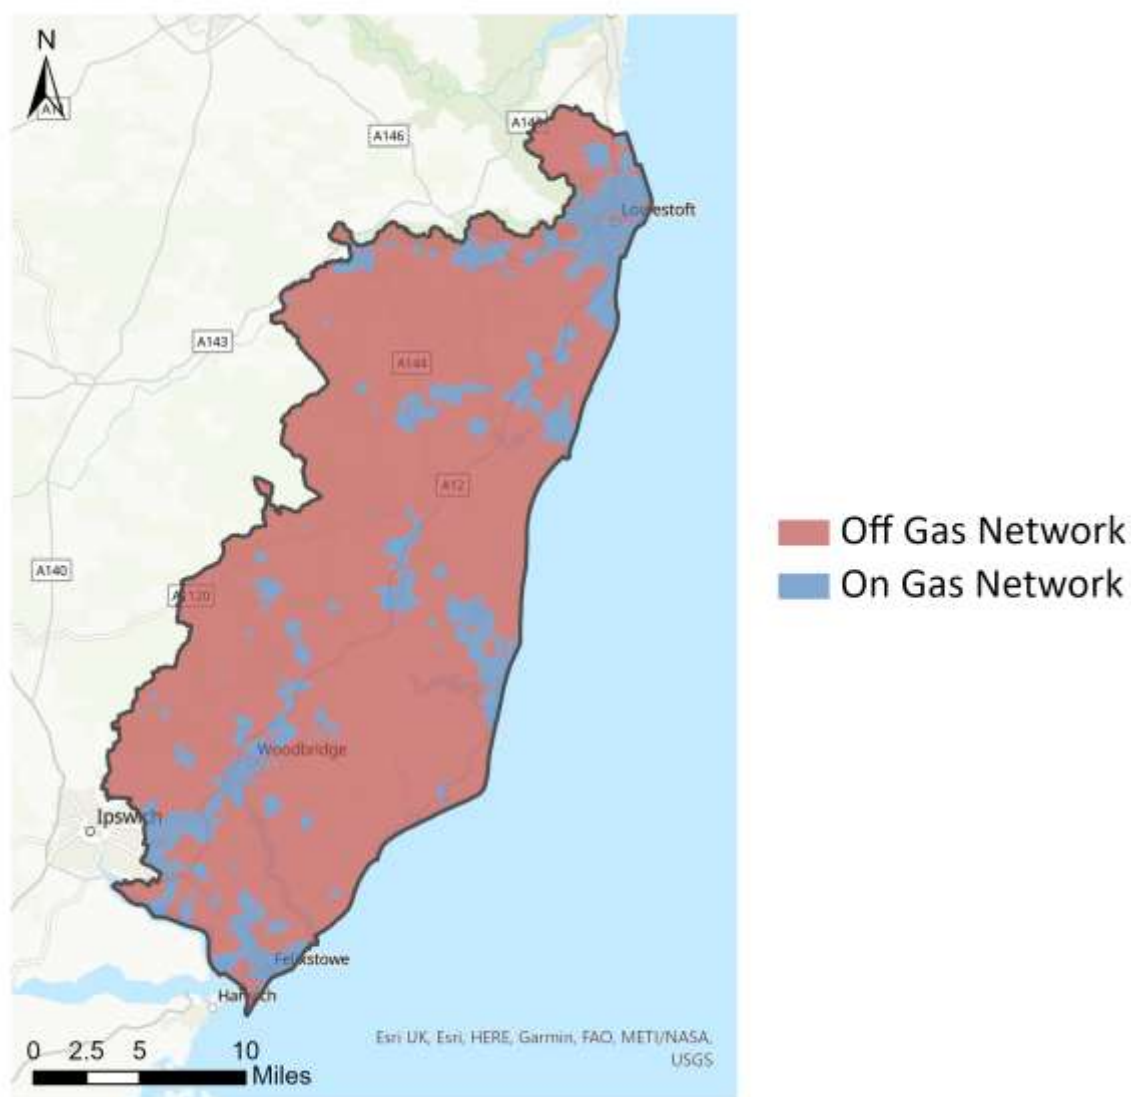 N
A146
A143
Lowestoft
A144
A12
Off Gas Network
On Gas Network
A140
A1120
Woodbridge
Ipswich
Felixstowe
Harwich
Esri UK, Esri, HERE, Garmin, FAO, METI/NASA,
USGS
0 2.5 5 10
Miles